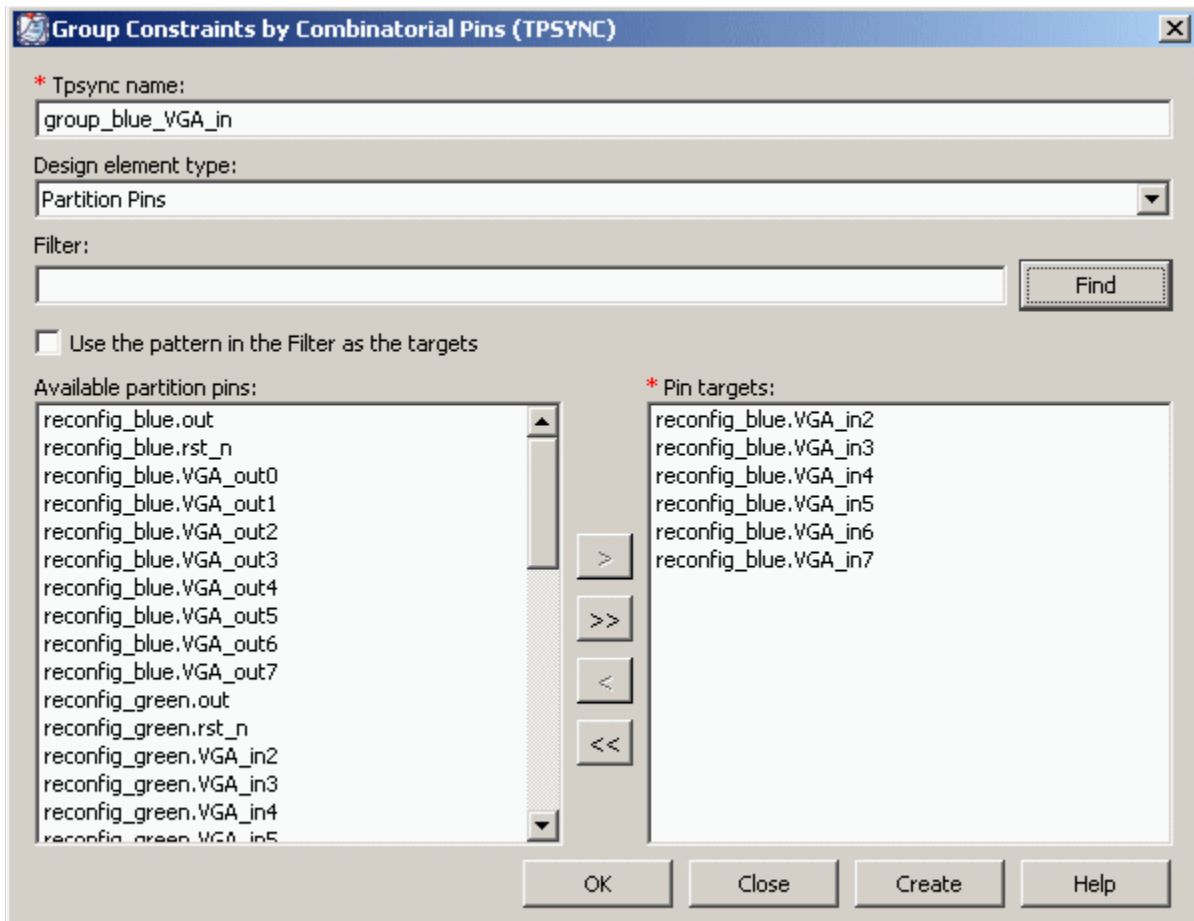 Group Constraints by Combinatorial Pins (TPSYNC)
* Tpsync name:
group_blue_VGA_in
Design element type:
Partition Pins
Filter:
Find
Use the pattern in the Filter as the targets
Available partition pins:
reconfig_blue.out
reconfig_blue.rst_n
reconfig_blue.VGA_out0
reconfig_blue.VGA_out1
reconfig_blue.VGA_out2
reconfig_blue.VGA_out3
reconfig_blue.VGA_out4
reconfig_blue.VGA_out5
reconfig_blue.VGA_out6
reconfig_blue.VGA_out7
reconfig_green.out
reconfig_green.rst_n
reconfig_green.VGA_in2
reconfig_green.VGA_in3
reconfig_green.VGA_in4
reconfig_green.VGA_in5
>
>>
<
<<
* Pin targets:
reconfig_blue.VGA_in2
reconfig_blue.VGA_in3
reconfig_blue.VGA_in4
reconfig_blue.VGA_in5
reconfig_blue.VGA_in6
reconfig_blue.VGA_in7
OK
Close
Create
Help